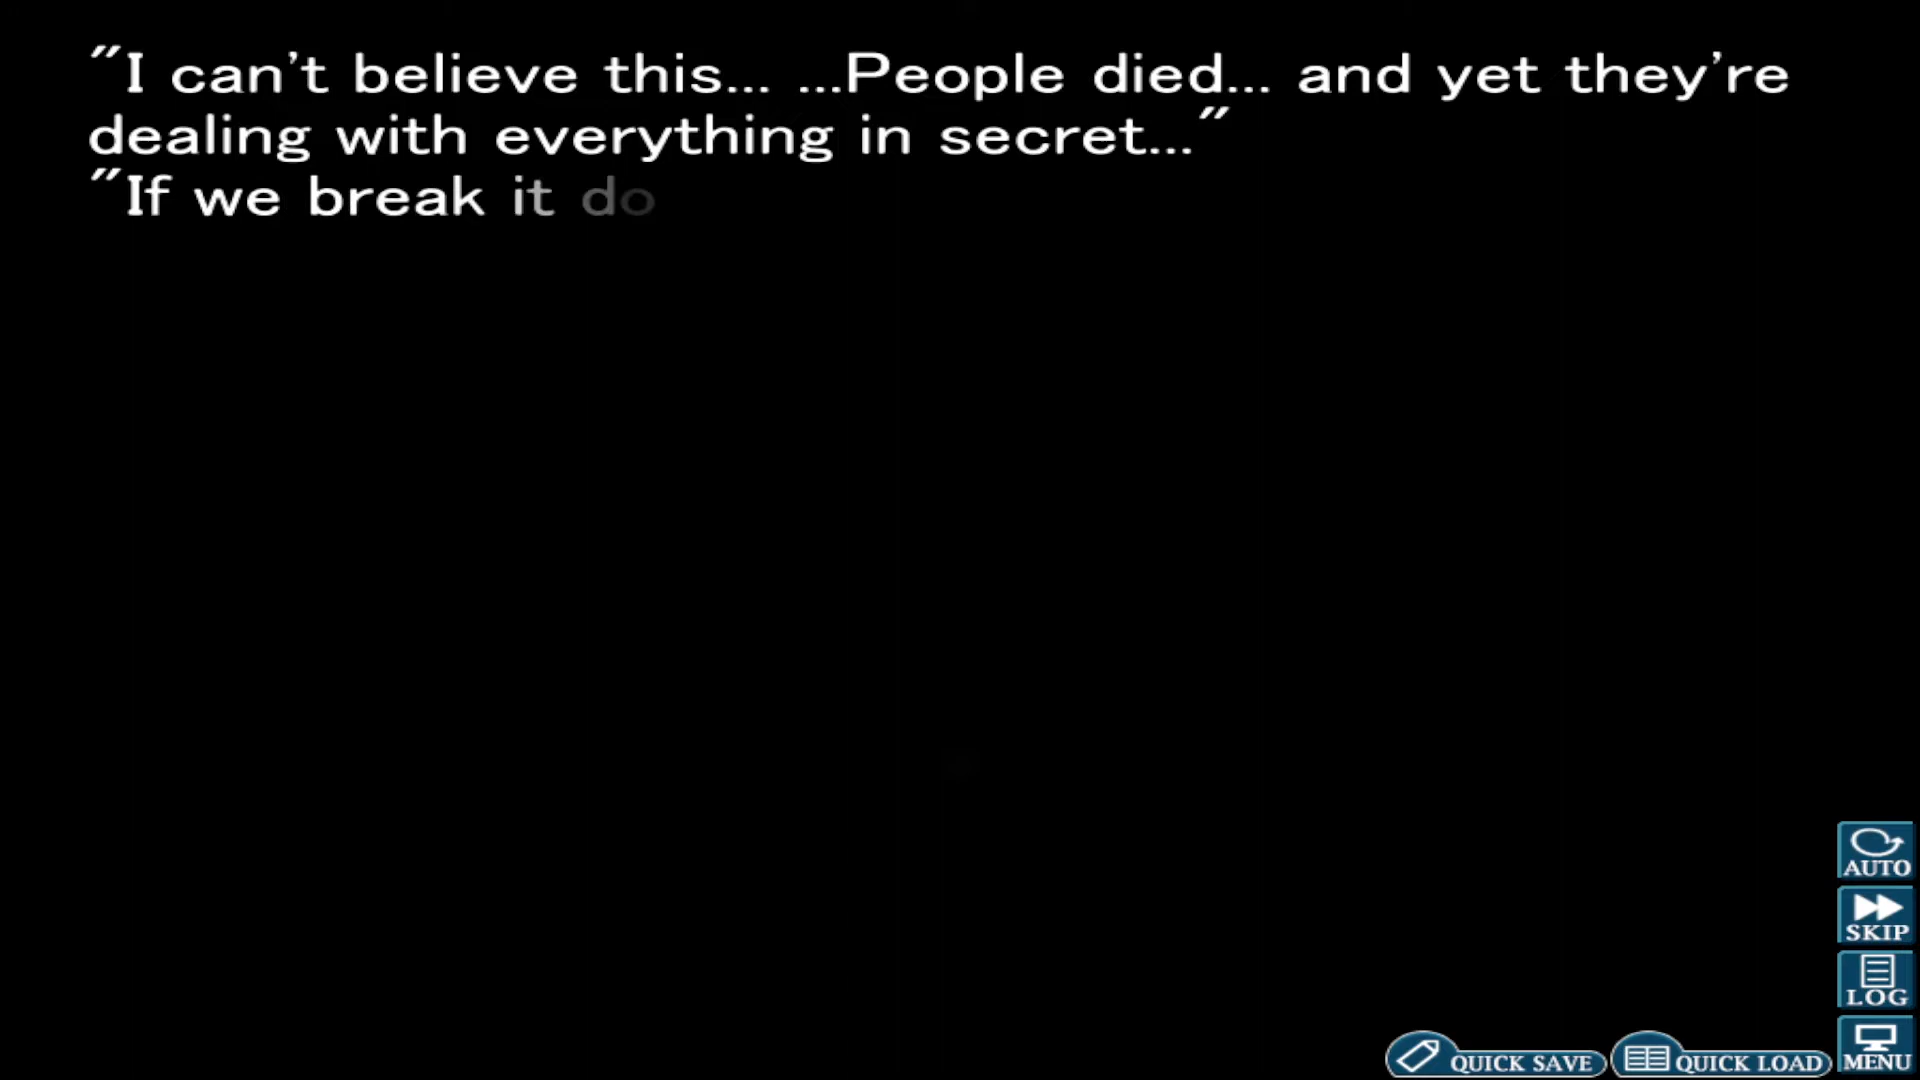 "I can't believe this... ...People died... and yet they're
dealing with everything in secret..."
"If we break it do
AUTO
SKIP
LOG
QUICK SAVE
QUICK LOAD
MENU